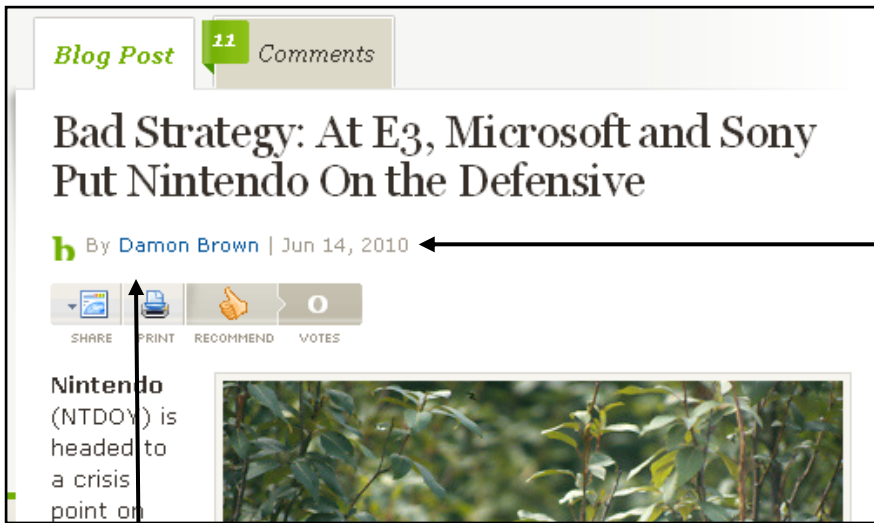 Blog Post
11
Comments
Bad Strategy: At E3, Microsoft and Sony
Put Nintendo On the Defensive
b By Damon Brown | Jun 14, 2010
0
SHARE PRINT RECOMMEND VOTES
Nintendo
(NTDOY) is
headed to
a crisis
point on